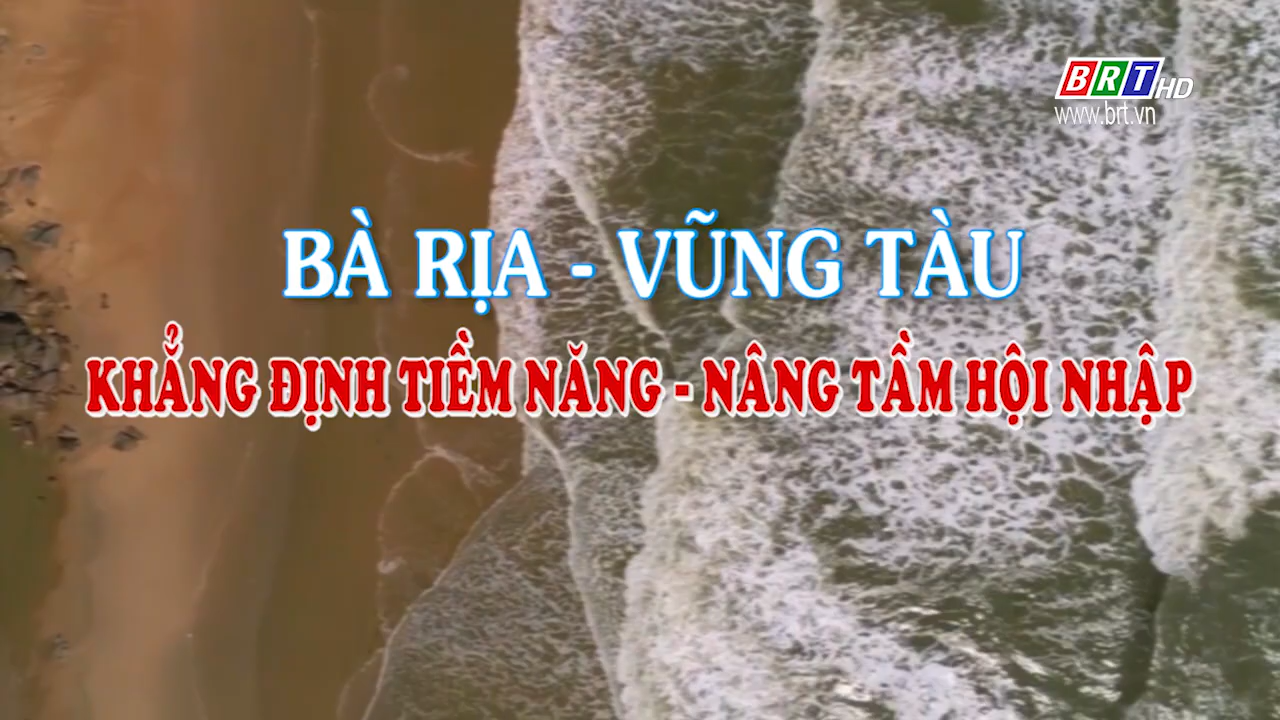 BRT HD
www.brt.vn
BÀ RỊA - VŨNG TÀU
KHẲNG ĐỊNH TIỀM NĂNG - NÂNG TẦM HỘI NHẬP